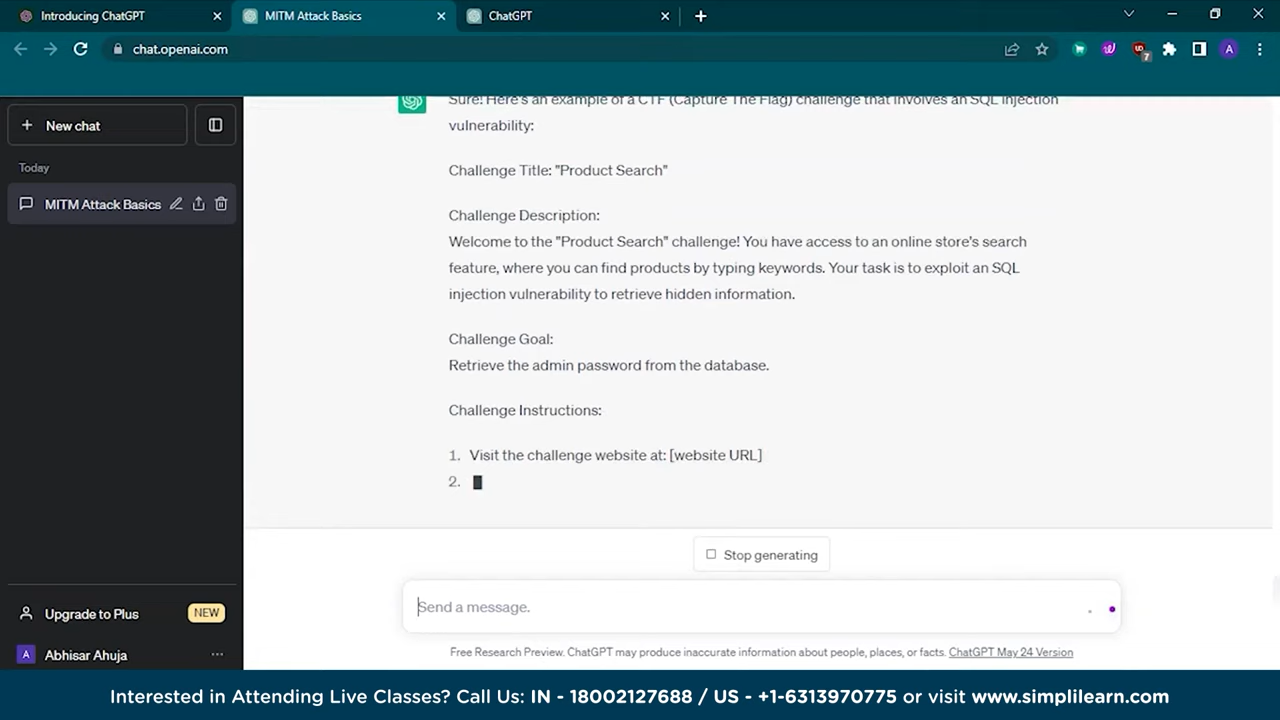 Introducing ChatGPT
MITM Attack Basics
ChatGPT
chat.openai.com
7
A
New chat
Today
MITM Attack Basics
Sure! Here's an example of a CTF (Capture The Flag) challenge that involves an SQL injection
vulnerability:
Challenge Title: "Product Search"
Challenge Description:
Welcome to the "Product Search" challenge! You have access to an online store's search
feature, where you can find products by typing keywords. Your task is to exploit an SQL
injection vulnerability to retrieve hidden information.
Challenge Goal:
Retrieve the admin password from the database.
Challenge Instructions:
1. Visit the challenge website at: [website URL]
2.
Stop generating
Send a message.
Free Research Preview. ChatGPT may produce inaccurate information about people, places, or facts. ChatGPT May 24 Version
Upgrade to Plus NEW
A Abhisar Ahuja
Interested in Attending Live Classes? Call Us: IN - 18002127688 / US - +1-6313970775 or visit www.simplilearn.com